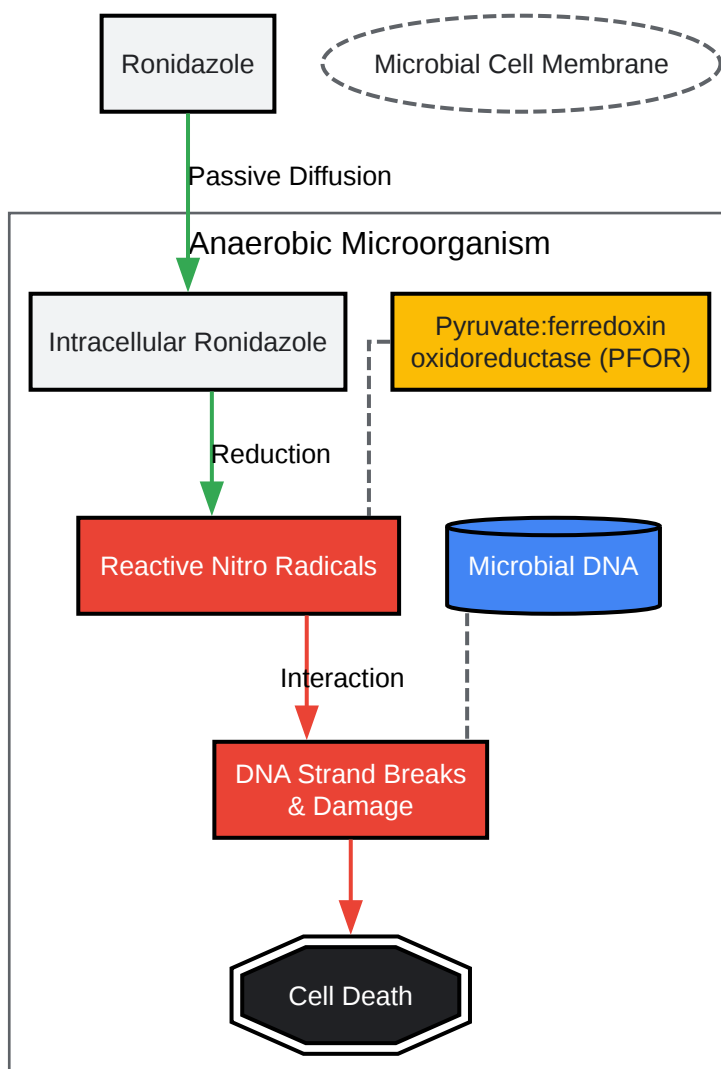 Ronidazole
Microbial Cell Membrane
Passive Diffusion
Anaerobic Microorganism
Intracellular Ronidazole
Pyruvate:ferredoxin
oxidoreductase (PFOR)
Reduction
Reactive Nitro Radicals
Microbial DNA
Interaction
DNA Strand Breaks
& Damage
Cell Death